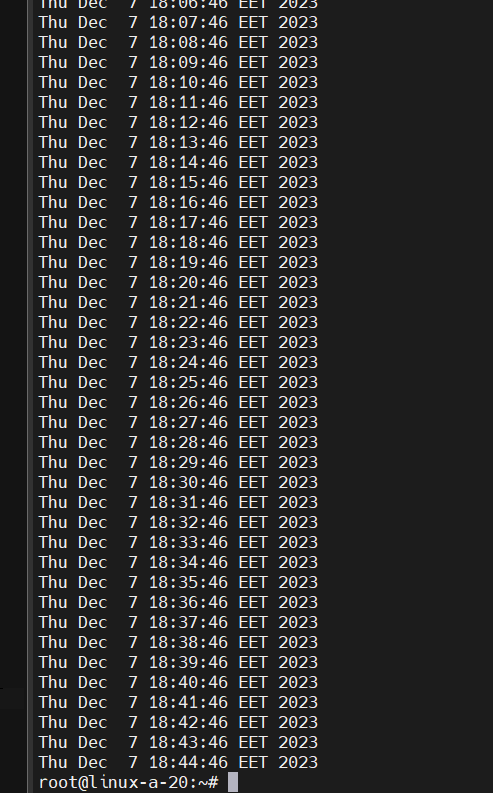 Thu Dec  7 18:06:46 EET 2023
Thu Dec  7 18:07:46 EET 2023
Thu Dec  7 18:08:46 EET 2023
Thu Dec  7 18:09:46 EET 2023
Thu Dec  7 18:10:46 EET 2023
Thu Dec  7 18:11:46 EET 2023
Thu Dec  7 18:12:46 EET 2023
Thu Dec  7 18:13:46 EET 2023
Thu Dec  7 18:14:46 EET 2023
Thu Dec  7 18:15:46 EET 2023
Thu Dec  7 18:16:46 EET 2023
Thu Dec  7 18:17:46 EET 2023
Thu Dec  7 18:18:46 EET 2023
Thu Dec  7 18:19:46 EET 2023
Thu Dec  7 18:20:46 EET 2023
Thu Dec  7 18:21:46 EET 2023
Thu Dec  7 18:22:46 EET 2023
Thu Dec  7 18:23:46 EET 2023
Thu Dec  7 18:24:46 EET 2023
Thu Dec  7 18:25:46 EET 2023
Thu Dec  7 18:26:46 EET 2023
Thu Dec  7 18:27:46 EET 2023
Thu Dec  7 18:28:46 EET 2023
Thu Dec  7 18:29:46 EET 2023
Thu Dec  7 18:30:46 EET 2023
Thu Dec  7 18:31:46 EET 2023
Thu Dec  7 18:32:46 EET 2023
Thu Dec  7 18:33:46 EET 2023
Thu Dec  7 18:34:46 EET 2023
Thu Dec  7 18:35:46 EET 2023
Thu Dec  7 18:36:46 EET 2023
Thu Dec  7 18:37:46 EET 2023
Thu Dec  7 18:38:46 EET 2023
Thu Dec  7 18:39:46 EET 2023
Thu Dec  7 18:40:46 EET 2023
Thu Dec  7 18:41:46 EET 2023
Thu Dec  7 18:42:46 EET 2023
Thu Dec  7 18:43:46 EET 2023
Thu Dec  7 18:44:46 EET 2023
root@linux-a-20:~#